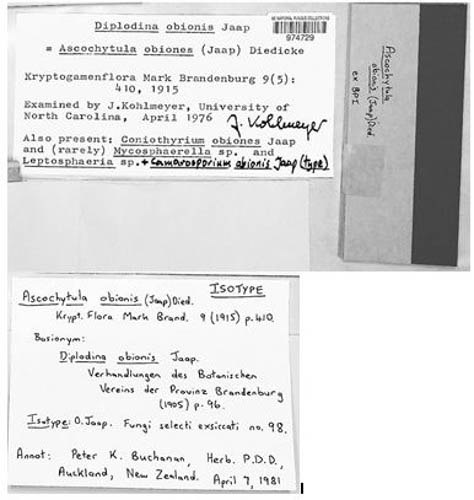 Diplodina obionis Jaap
US NATIONAL FUNGUS COLLECTIONS
974729
= Ascochytula obiones (Jaap) Diedicke
Kryptogamenflora Mark Brandenburg 9(5):
410, 1915
Examined by J.Kohlmeyer, University of
North Carolina, April 1976 J. Kohlmeyer
Also present: Coniothyrium obiones Jaap
and (rarely) Mycosphaerella sp. and
Leptosphaeria sp. + Camarosporium obionis Jaap (type)
Ascochytula
obionis (Jaap) Died.
ex BPI
ISOTYPE
Ascochytula obionis (Jaap) Died.
Krypt. Flora Mark Brand. 9 (1915) p. 410.
Basionym:
Diplodina obionis Jaap.
Verhandlungen des Botanischen
Vereins der Provinz Brandenburg
(1905) p. 96.
Isotype: O. Jaap. Fungi selecti exsiccati no. 98.
Annot: Peter K. Buchanan, Herb. P.D.D.,
Auckland, New Zealand. April 7, 1981